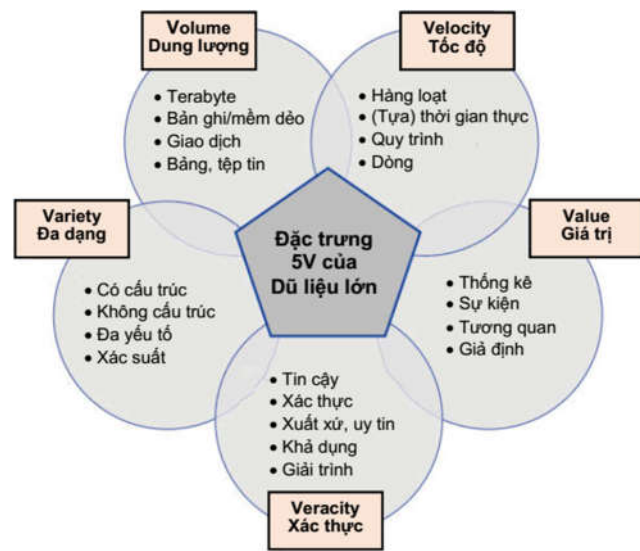 Volume
Dung lượng
• Terabyte
• Bản ghi/mềm dẻo
• Giao dịch
• Bảng, tệp tin
Velocity
Tốc độ
• Hàng loạt
• (Tựa) thời gian thực
• Quy trình
• Dòng
Variety
Đa dạng
• Có cấu trúc
• Không cấu trúc
• Đa yếu tố
• Xác suất
Đặc trưng
5V của
Dũ liệu lớn
Value
Giá trị
• Thống kê
• Sự kiện
• Tương quan
• Giả định
• Tin cậy
• Xác thực
• Xuất xứ, uy tin
• Khả dụng
• Giải trình
Veracity
Xác thực